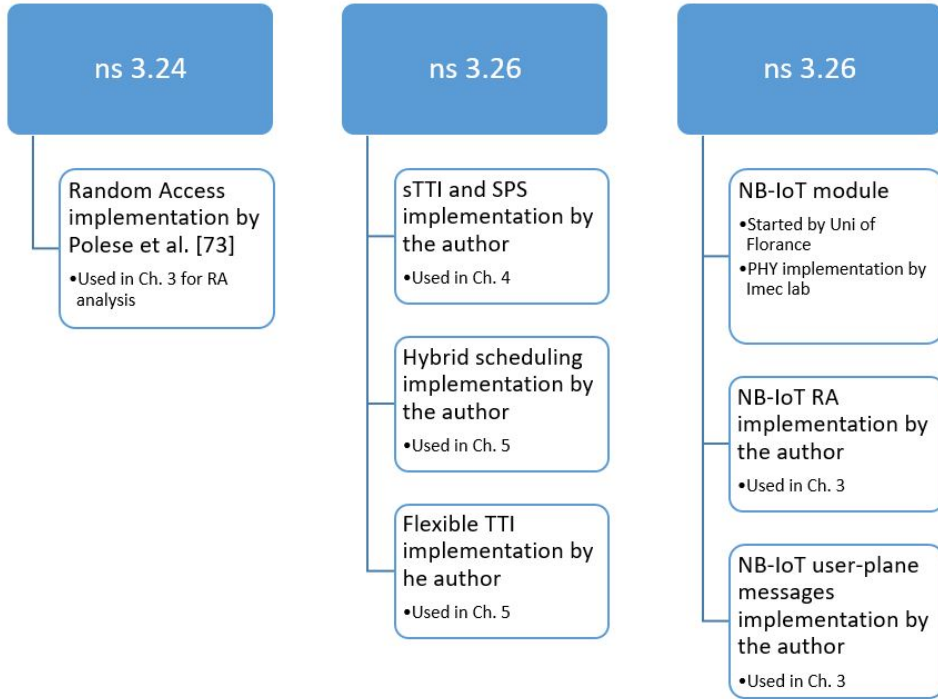 ns 3.24
Random Access
implementation by
Polese et al. [73]
•Used in Ch. 3 for RA
analysis
ns 3.26
sTTI and SPS
implementation by
the author
•Used in Ch. 4
Hybrid scheduling
implementation by
the author
•Used in Ch. 5
Flexible TTI
implementation by
he author
•Used in Ch. 5
ns 3.26
NB-IoT module
•Started by Uni of
Florance
•PHY implementation by
Imec lab
NB-IoT RA
implementation by
the author
•Used in Ch. 3
NB-IoT user-plane
messages
implementation by
the author
•Used in Ch. 3